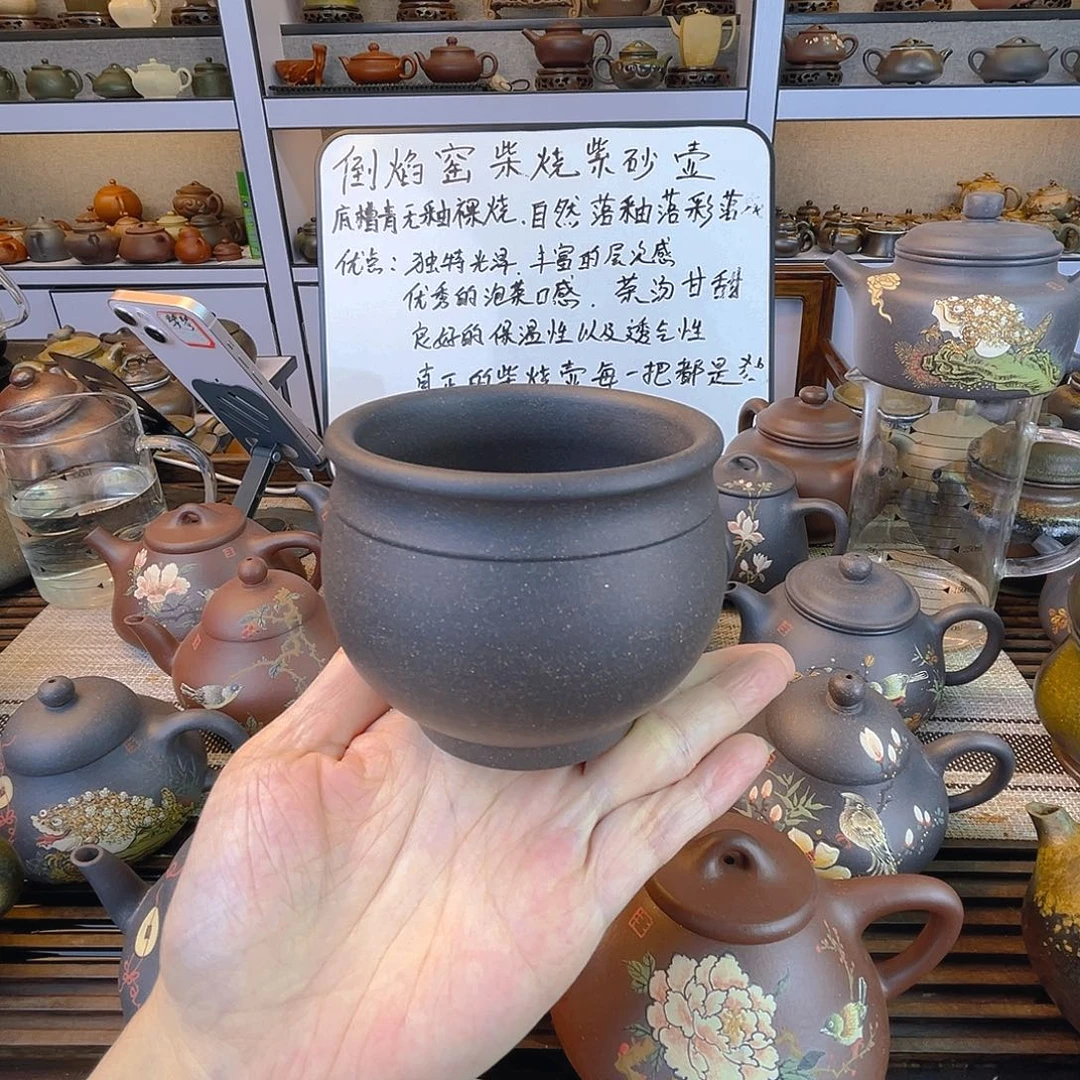 倒焰窑柴烧紫砂壶
底槽青无釉裸烧.自然落釉落彩落
优点：独特光泽.丰富的层次感
优秀的泡茶口感.茶汤甘甜
良好的保温性以及透气性
真正的柴烧壶每一把都是